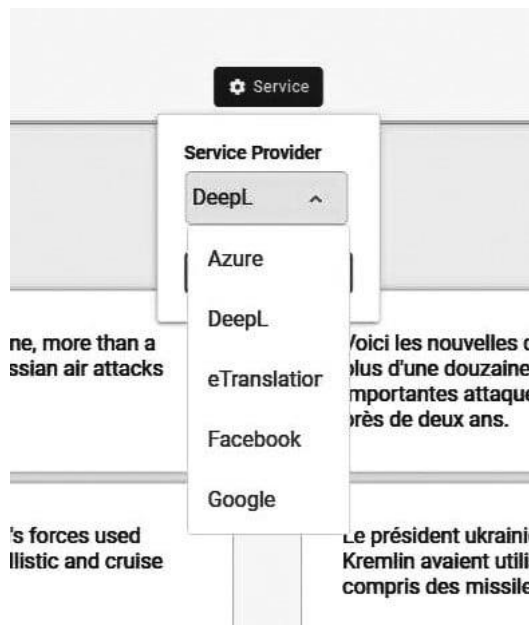 Service
Service Provider
DeepL
Azure
DeepL
eTranslation
Facebook
Google
ne, more than a
ssian air attacks
Voici les nouvelles
plus d'une douzaine
mportantes attaque
près de deux ans.
's forces used
llistic and cruise
Le président ukraini
Kremlin avaient utili
compris des missile